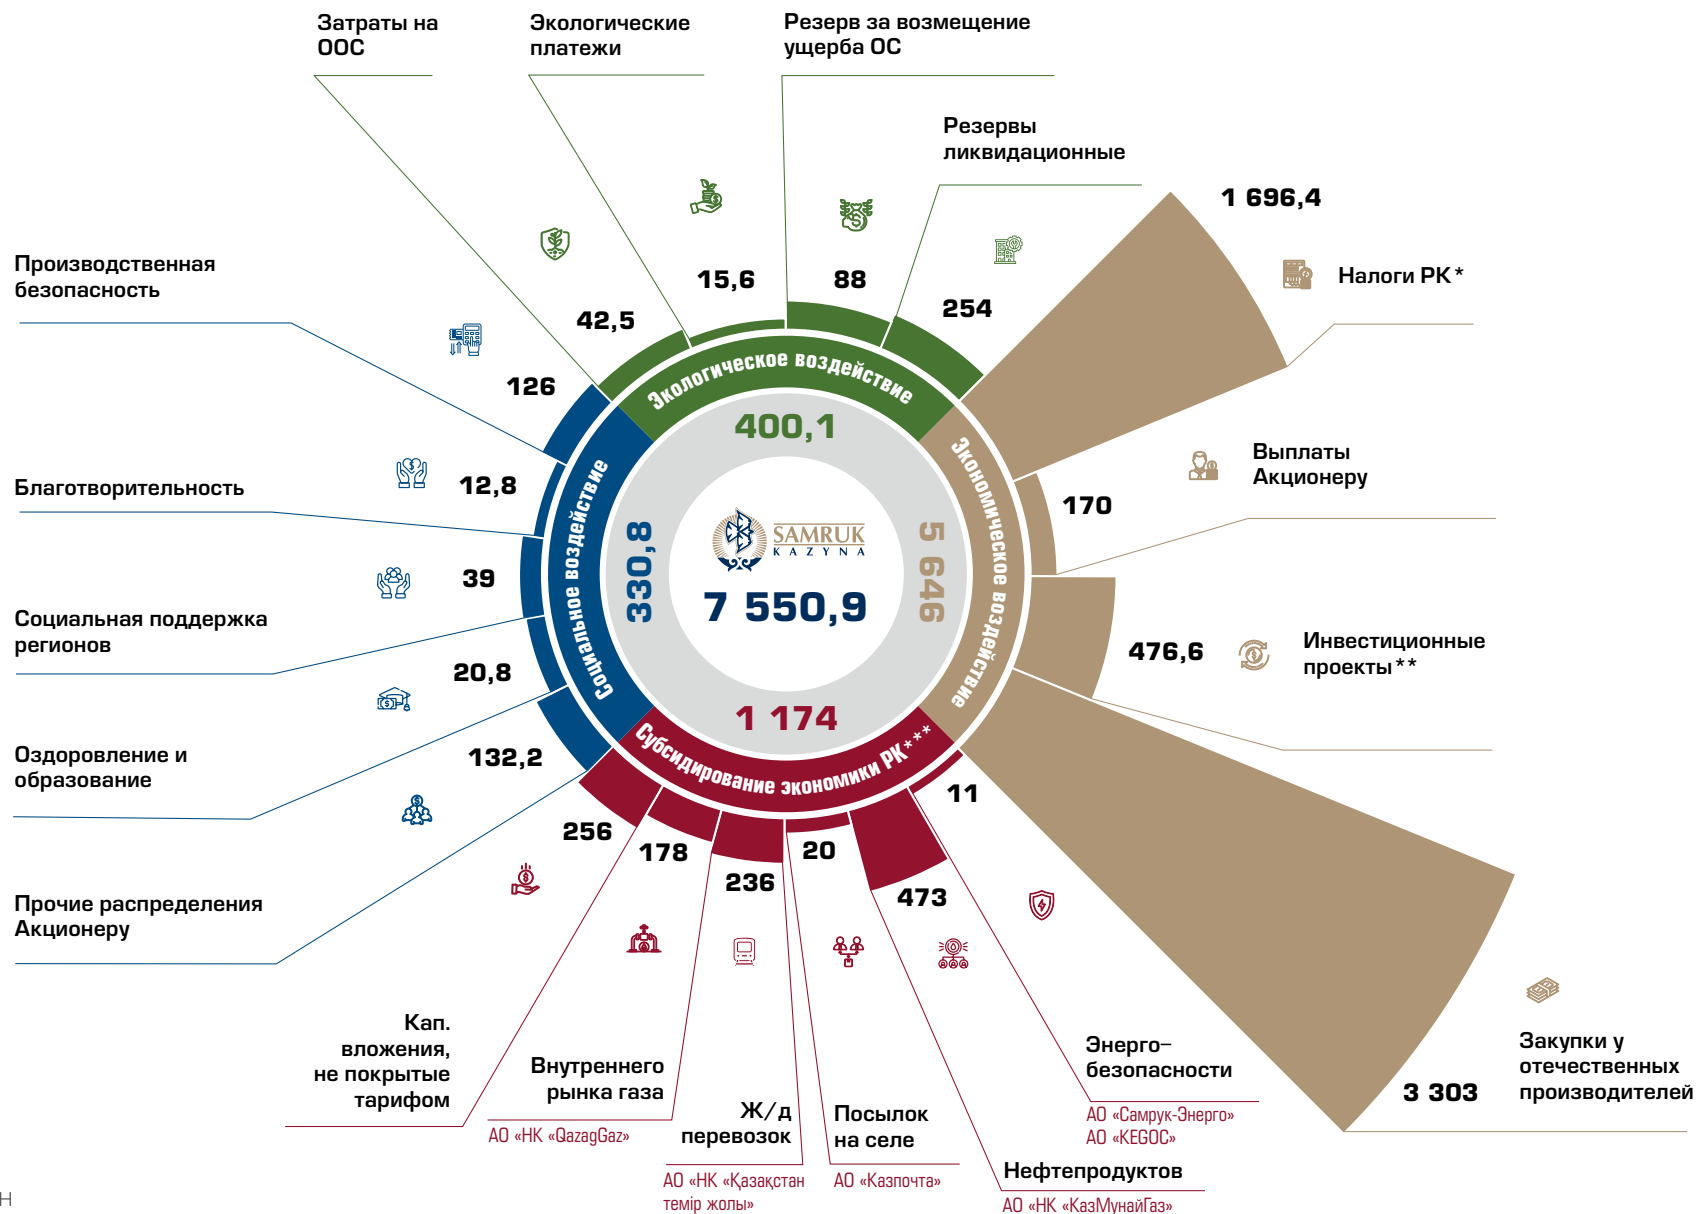 Затраты на
ООС
Экологические
платежи
Резерв за возмещение
ущерба ОС
Резервы
ликвидационные
1 696,4
Налоги РК*
Производственная
безопасность
15,6
88
254
42,5
126
Экологическое воздействие
400,1
Благотворительность
12,8
Выплаты
Акционеру
170
Экономическое воздействие
5 646
Социальное воздействие
330,8
SAMRUK
KAZYNA
7 550,9
39
Социальная поддержка
регионов
476,6
Инвестиционные
проекты**
20,8
1 174
Субсидирование экономики РК***
Оздоровление и
образование
132,2
11
256
178
20
236
473
Прочие распределения
Акционеру
Кап.
вложения,
не покрытые
тарифом
Внутреннего
рынка газа
АО «НК «QazaqGaz»
Ж/д
перевозок
АО «НК «Қазақстан
темір жолы»
Посылок
на селе
АО «Казпочта»
Энерго–
безопасности
АО «Самрук-Энерго»
АО «KEGOC»
Нефтепродуктов
АО «НК «КазМунайГаз»
3 303
Закупки у
отечественных
производителей
Н